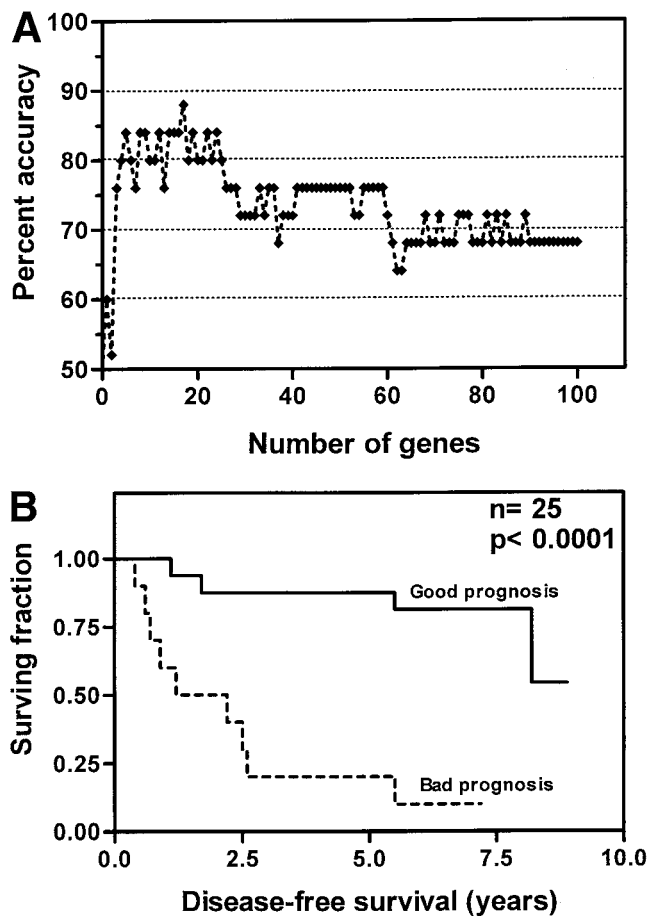 A
100
90
80
70
60
50
Percent accuracy
0 20 40 60 80 100
Number of genes
B
n= 25
p< 0.0001
Good prognosis
Bad prognosis
1.00
0.75
0.50
0.25
0.00
Surving fraction
0.0 2.5 5.0 7.5 10.0
Disease-free survival (years)